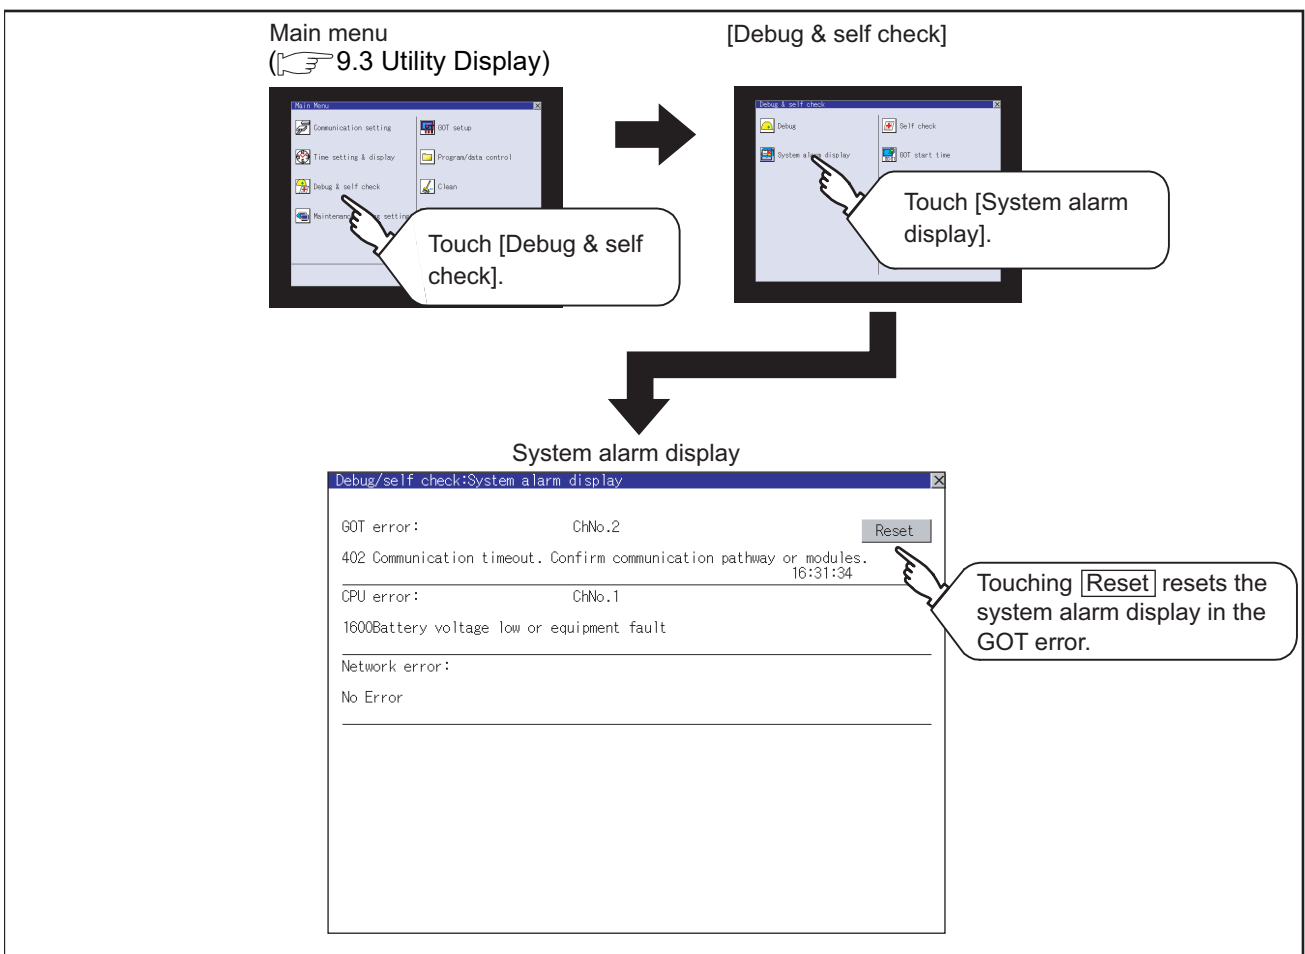 Main menu
(9.3 Utility Display)
[Debug & self check]
Main Menu
Communication setting
GOT setup
Time setting & display
Program/data control
Debug & self check
Clean
Touch [Debug & self
check].
Debug & self check
Debug
Self check
System alarm display
GOT start time
Touch [System alarm
display].
System alarm display
Debug/self check:System alarm display
GOT error: ChNo.2
Reset
402 Communication timeout. Confirm communication pathway or modules.
16:31:34
CPU error: ChNo.1
1600Battery voltage low or equipment fault
Network error:
No Error
Touching Reset resets the
system alarm display in the
GOT error.